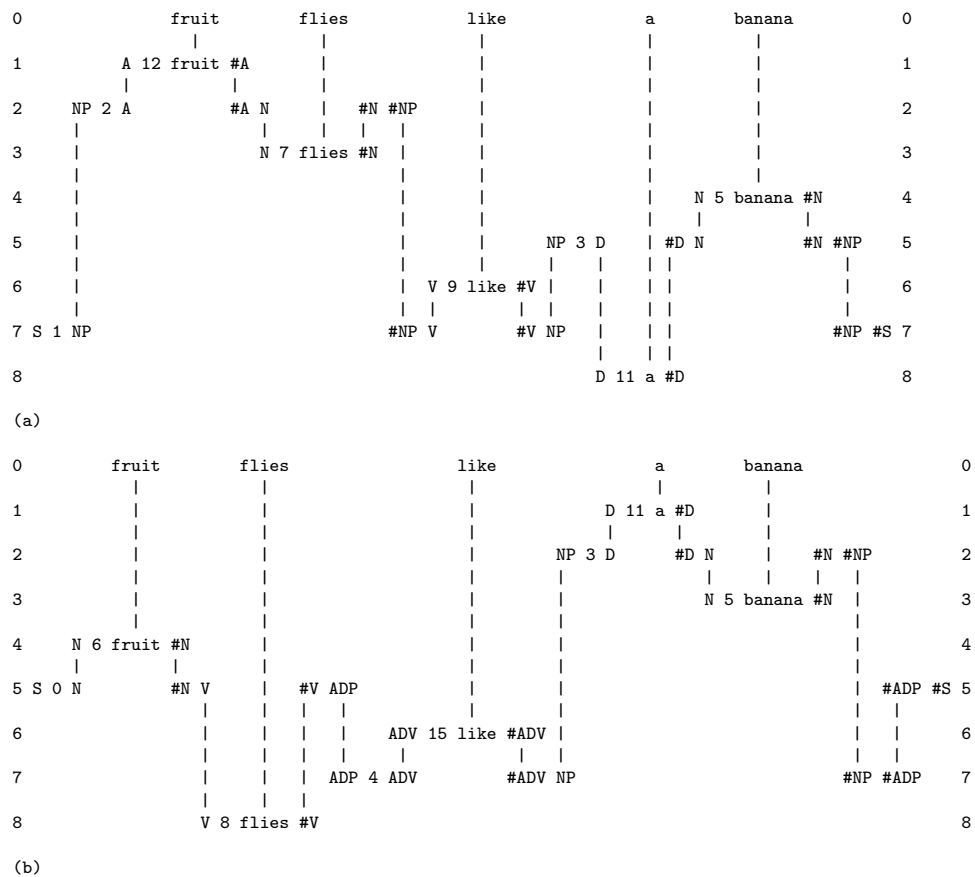 0 fruit flies like a banana 0
| | | | |
1 A 12 fruit #A | | | | 1
| | | | | |
2 NP 2 A #A N | #N #NP | | | 2
| | | | | | | |
3 | N 7 flies #N | | | | 3
| | | | |
4 | | | | N 5 banana #N 4
| | | | | |
5 | | | NP 3 D | #D N #N #NP 5
| | | | | | | |
6 | | V 9 like #V | | | | | 6
| | | | | | | | |
7 S 1 NP #NP V #V NP | | | #NP #S 7
| | |
8 D 11 a #D 8
(a)
0 fruit flies like a banana 0
| | | | |
1 | | | D 11 a #D | 1
| | | | | |
2 | | | NP 3 D #D N | #N #NP 2
| | | | | | | |
3 | | | | N 5 banana #N | 3
| | | | |
4 N 6 fruit #N | | | | 4
| | | | | |
5 S 0 N #N V | #V ADP | | | #ADP #S 5
| | | | | | | |
6 | | | | ADV 15 like #ADV | | | 6
| | | | | | | | |
7 | | | ADP 4 ADV #ADV NP #NP #ADP 7
| | |
8 V 8 flies #V 8
(b)